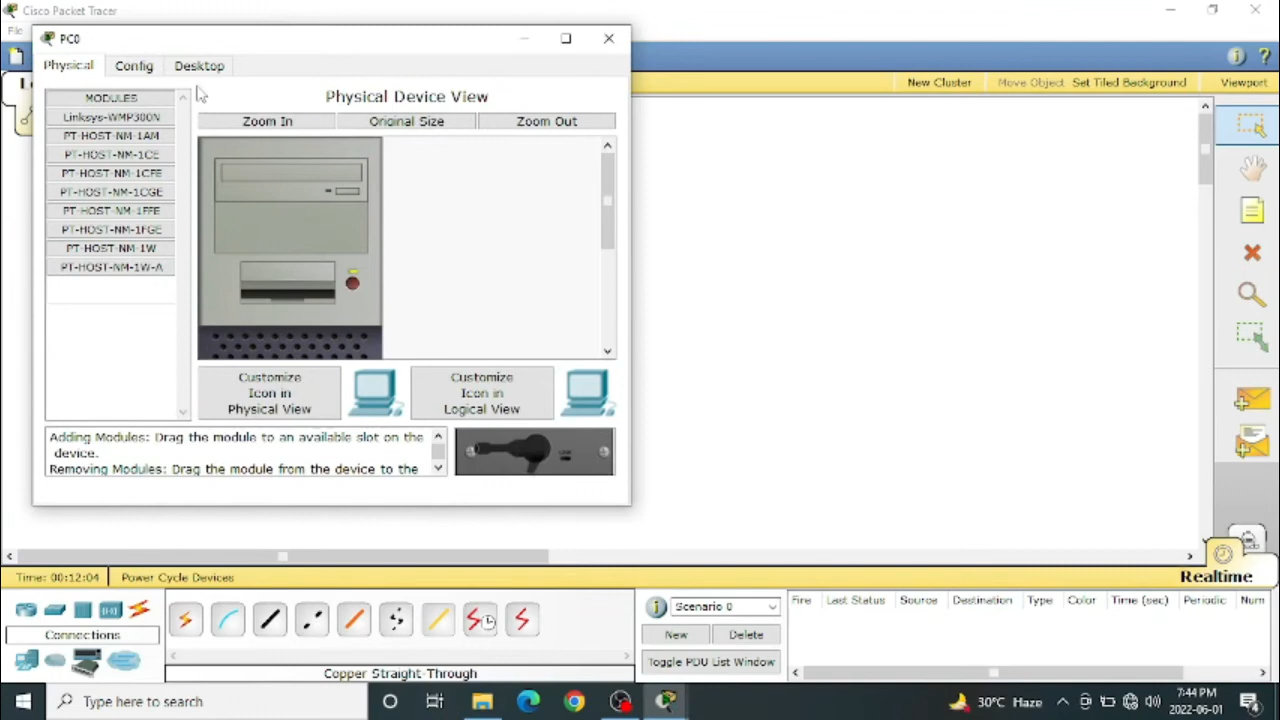 Cisco Packet Tracer
File
PC0
Physical
Config
Desktop
New Cluster
Move Object
Set Tiled Background
Viewport
MODULES
Linksys-WMP300N
PT-HOST-NM-1AM
PT-HOST-NM-1CE
PT-HOST-NM-1CFE
PT-HOST-NM-1CGE
PT-HOST-NM-1FFE
PT-HOST-NM-1FGE
PT-HOST-NM-1W
PT-HOST-NM-1W-A
Physical Device View
Zoom In
Original Size
Zoom Out
Customize
Icon in
Physical View
Customize
Icon in
Logical View
Adding Modules: Drag the module to an available slot on the
device.
Removing Modules: Drag the module from the device to the
Time: 00:12:04
Power Cycle Devices
Realtime
Connections
Copper Straight-Through
Scenario 0
New
Delete
Toggle PDU List Window
Fire
Last Status
Source
Destination
Type
Color
Time (sec)
Periodic
Num
Type here to search
30°C Haze
7:44 PM
2022-06-01
4